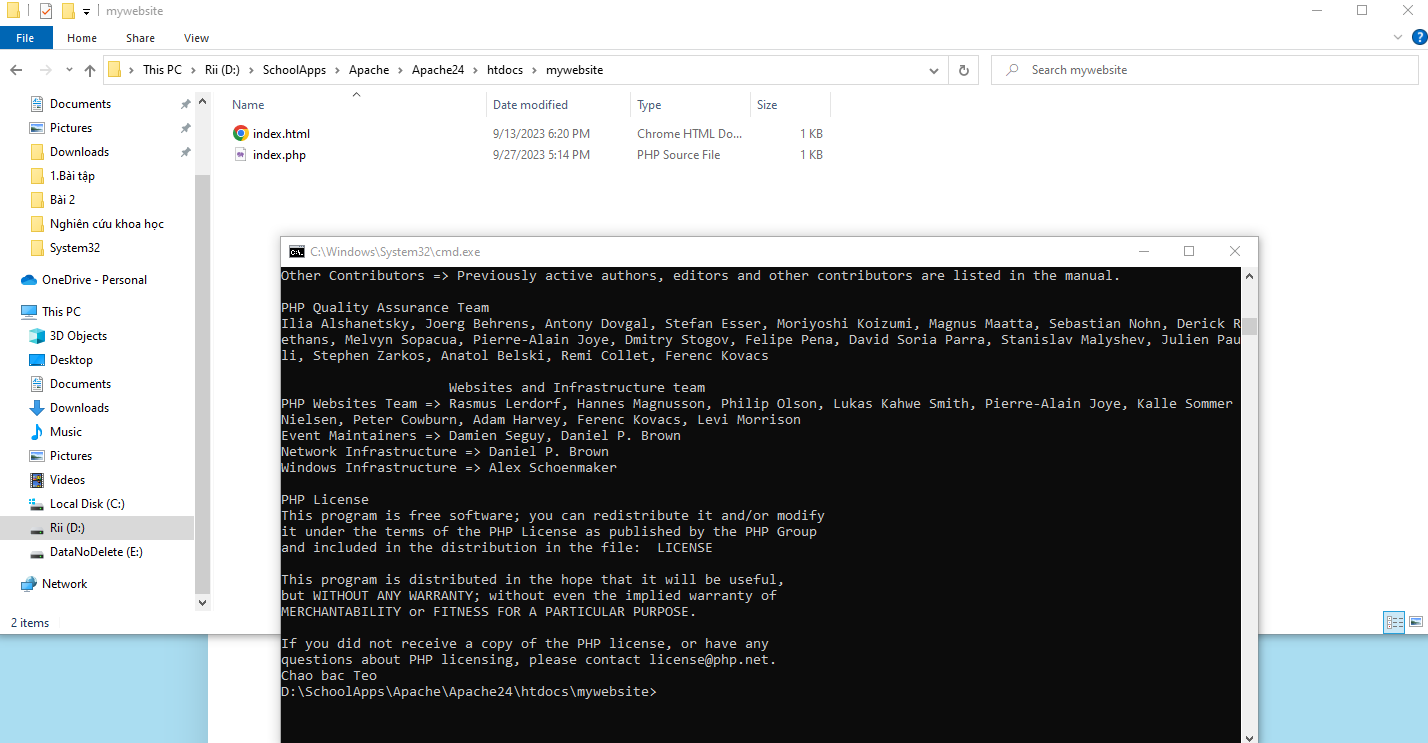 mywebsite
File Home Share View
This PC > Rii (D:) > SchoolApps > Apache > Apache24 > htdocs > mywebsite
Search mywebsite
Documents
Pictures
Downloads
1.Bài tập
Bài 2
Nghiên cứu khoa học
System32
OneDrive - Personal
This PC
3D Objects
Desktop
Documents
Downloads
Music
Pictures
Videos
Local Disk (C:)
Rii (D:)
DataNoDelete (E:)
Network
2 items
Name Date modified Type Size
index.html 9/13/2023 6:20 PM Chrome HTML Do... 1 KB
index.php 9/27/2023 5:14 PM PHP Source File 1 KB
C:\Windows\System32\cmd.exe
Other Contributors => Previously active authors, editors and other contributors are listed in the manual.
PHP Quality Assurance Team
Ilia Alshanetsky, Joerg Behrens, Antony Dovgal, Stefan Esser, Moriyoshi Koizumi, Magnus Maatta, Sebastian Nohn, Derick R
ethans, Melvyn Sopacua, Pierre-Alain Joye, Dmitry Stogov, Felipe Pena, David Soria Parra, Stanislav Malyshev, Julien Pau
li, Stephen Zarkos, Anatol Belski, Remi Collet, Ferenc Kovacs
Websites and Infrastructure team
PHP Websites Team => Rasmus Lerdorf, Hannes Magnusson, Philip Olson, Lukas Kahwe Smith, Pierre-Alain Joye, Kalle Sommer
Nielsen, Peter Cowburn, Adam Harvey, Ferenc Kovacs, Levi Morrison
Event Maintainers => Damien Seguy, Daniel P. Brown
Network Infrastructure => Daniel P. Brown
Windows Infrastructure => Alex Schoenmaker
PHP License
This program is free software; you can redistribute it and/or modify
it under the terms of the PHP License as published by the PHP Group
and included in the distribution in the file:  LICENSE
This program is distributed in the hope that it will be useful,
but WITHOUT ANY WARRANTY; without even the implied warranty of
MERCHANTABILITY or FITNESS FOR A PARTICULAR PURPOSE.
If you did not receive a copy of the PHP license, or have any
questions about PHP licensing, please contact license@php.net.
Chao bac Teo
D:\SchoolApps\Apache\Apache24\htdocs\mywebsite>